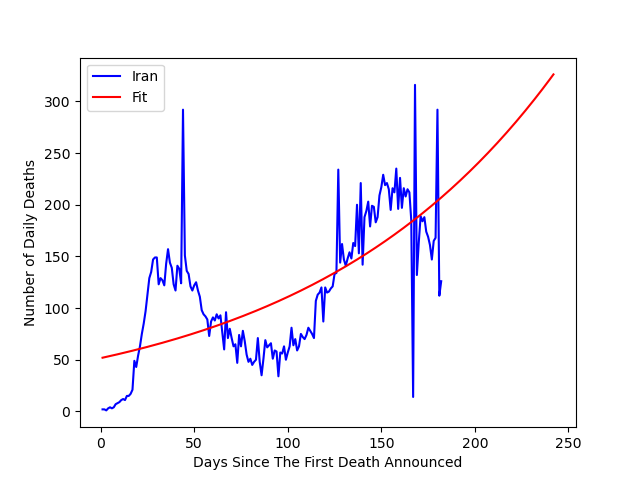 Iran
Fit
Number of Daily Deaths
300
250
200
150
100
50
0
0 50 100 150 200 250
Days Since The First Death Announced